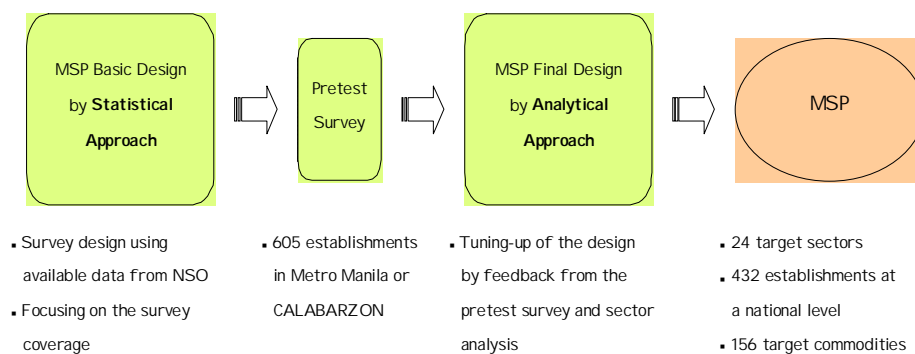 MSP Basic Design
by Statistical
Approach
Pretest
Survey
MSP Final Design
by Analytical
Approach
MSP
▪ Survey design using
available data from NSO
▪ Focusing on the survey
coverage
▪ 605 establishments
in Metro Manila or
CALABARZON
▪ Tuning-up of the design
by feedback from the
pretest survey and sector
analysis
▪ 24 target sectors
▪ 432 establishments at
a national level
▪ 156 target commodities